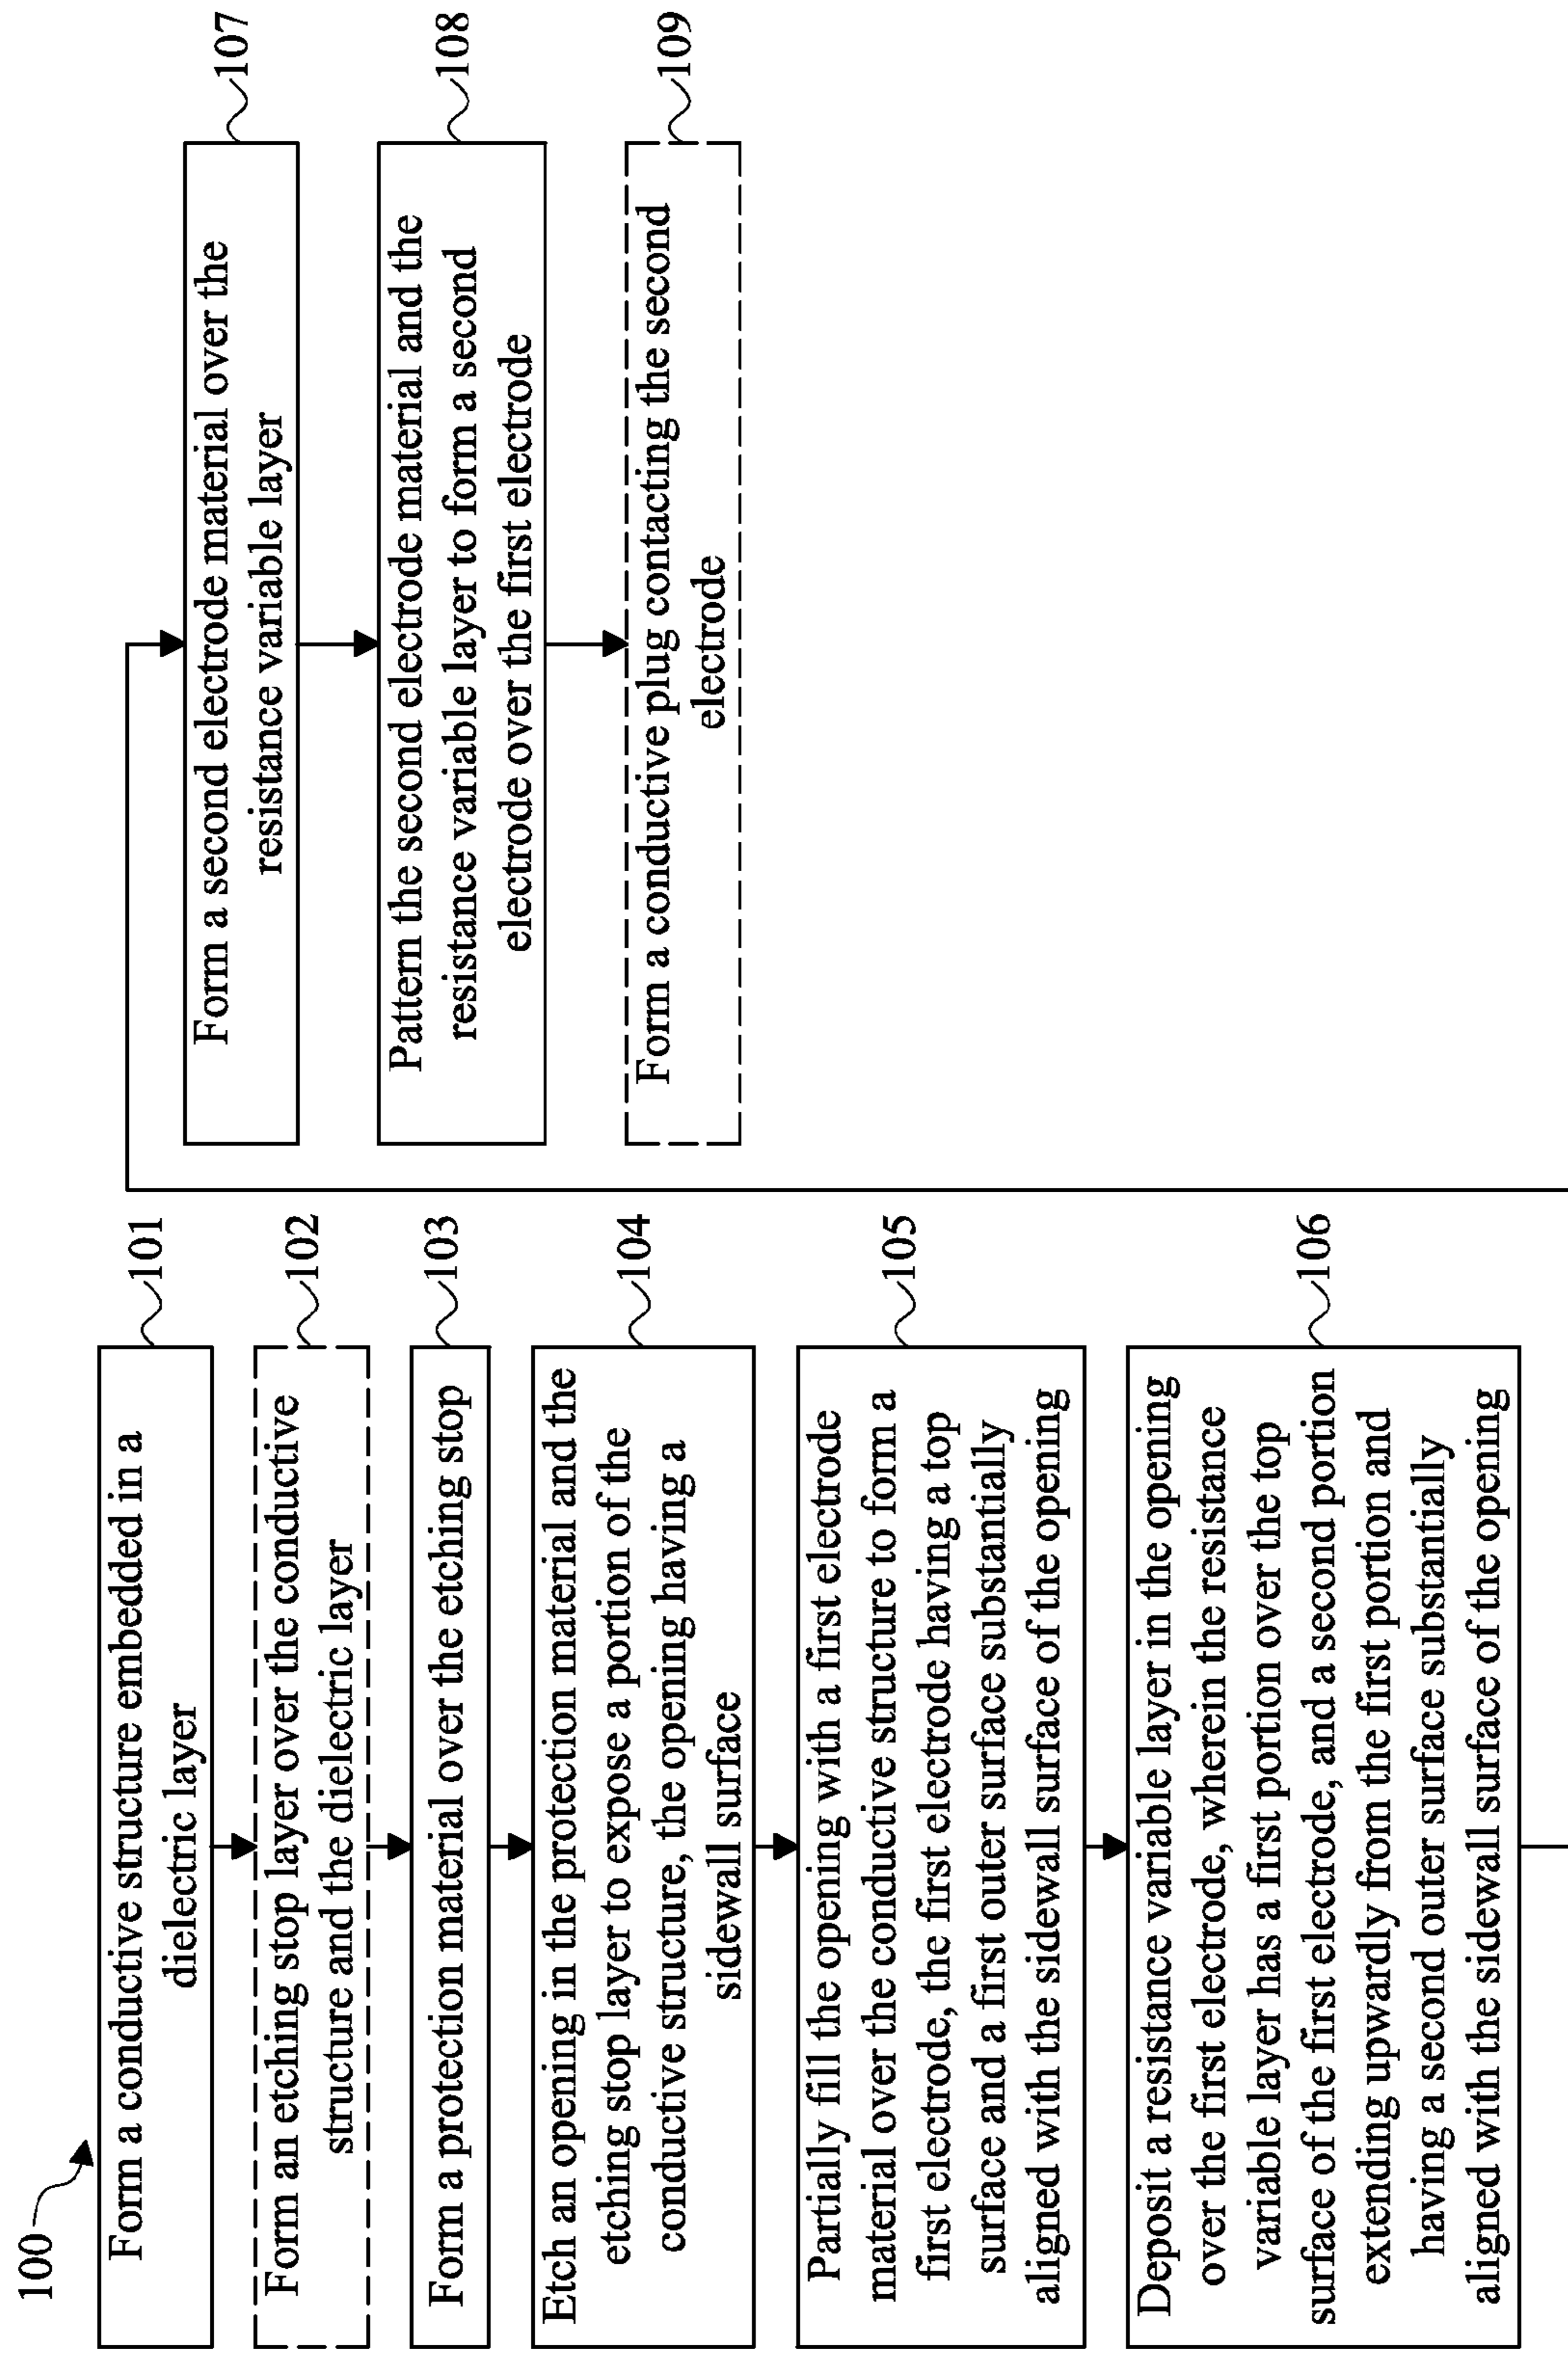 100
Form a conductive structure embedded in a
dielectric layer
101
Form an etching stop layer over the conductive
structure and the dielectric layer
102
Form a protection material over the etching stop
103
Etch an opening in the protection material and the
etching stop layer to expose a portion of the
conductive structure, the opening having a
sidewall surface
104
Partially fill the opening with a first electrode
material over the conductive structure to form a
first electrode, the first electrode having a top
surface and a first outer surface substantially
aligned with the sidewall surface of the opening
105
Deposit a resistance variable layer in the opening
over the first electrode, wherein the resistance
variable layer has a first portion over the top
surface of the first electrode, and a second portion
extending upwardly from the first portion and
having a second outer surface substantially
aligned with the sidewall surface of the opening
106
Form a second electrode material over the
resistance variable layer
107
Pattern the second electrode material and the
resistance variable layer to form a second
electrode over the first electrode
108
Form a conductive plug contacting the second
electrode
109